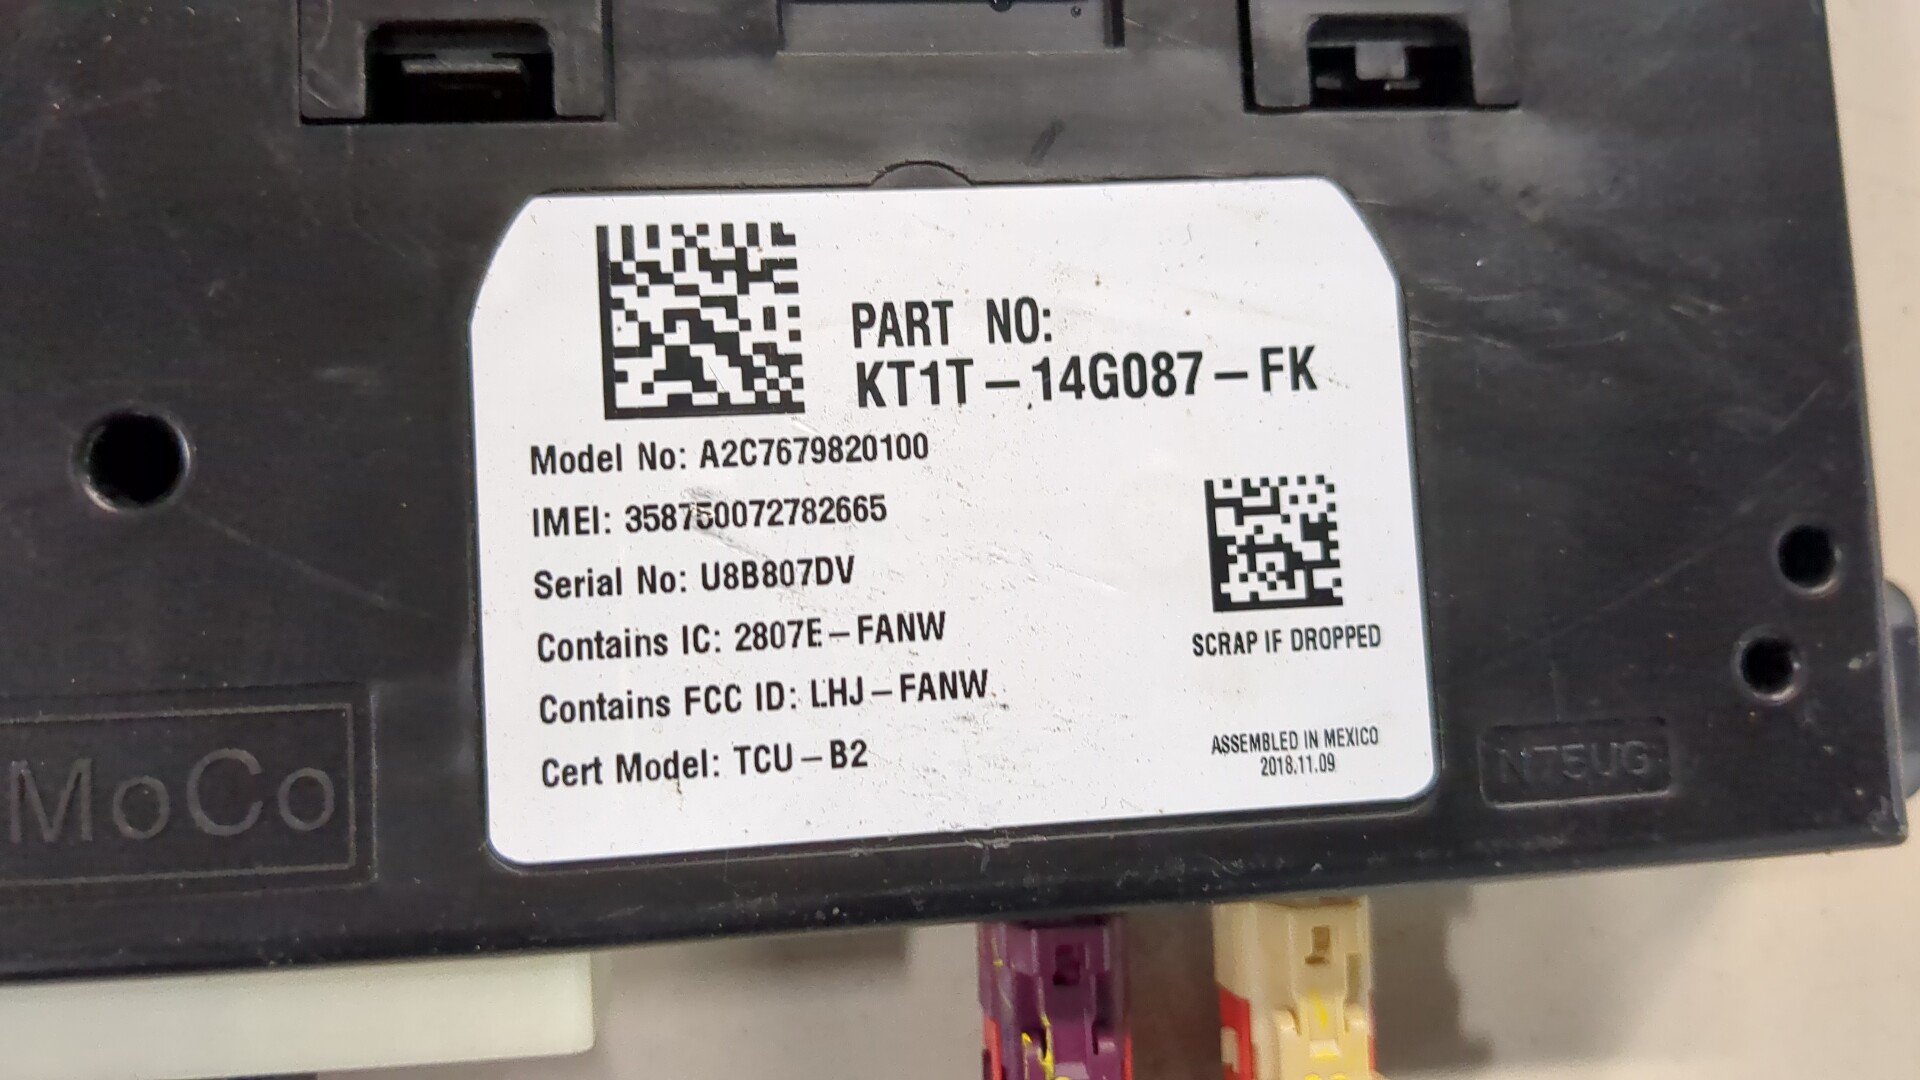 PART NO:
KT1T-14G087-FK
Model No: A2C7679820100
IMEI: 358750072782665
Serial No: U8B807DV
Contains IC: 2807E-FANW
Contains FCC ID: LHJ-FANW
Cert Model: TCU-B2
SCRAP IF DROPPED
ASSEMBLED IN MEXICO
2018.11.09
MoCo
N75UG